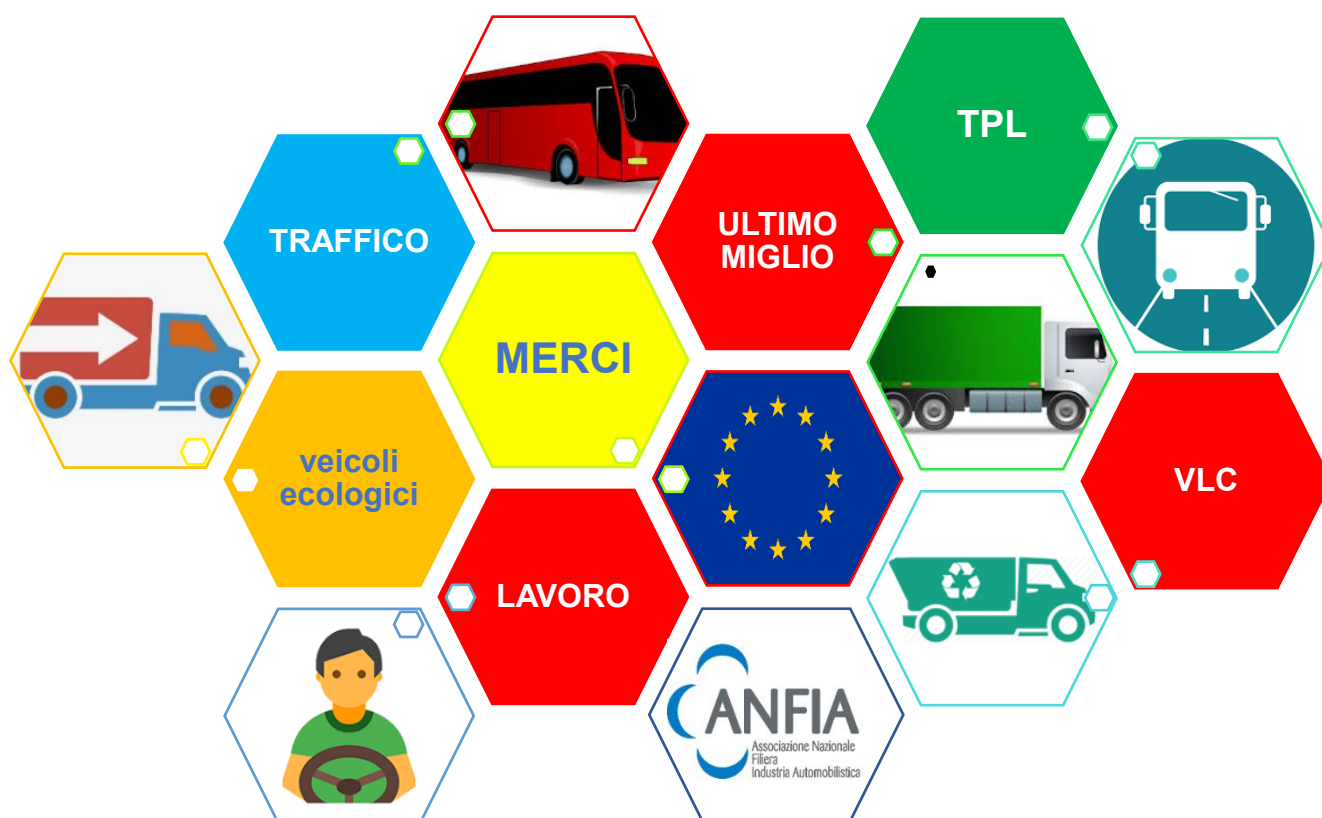 TPL
TRAFFICO
ULTIMO
MIGLIO
MERCI
veicoli
ecologici
VLC
LAVORO
ANFIA
Associazione Nazionale
Filiera
Industria Automobilistica